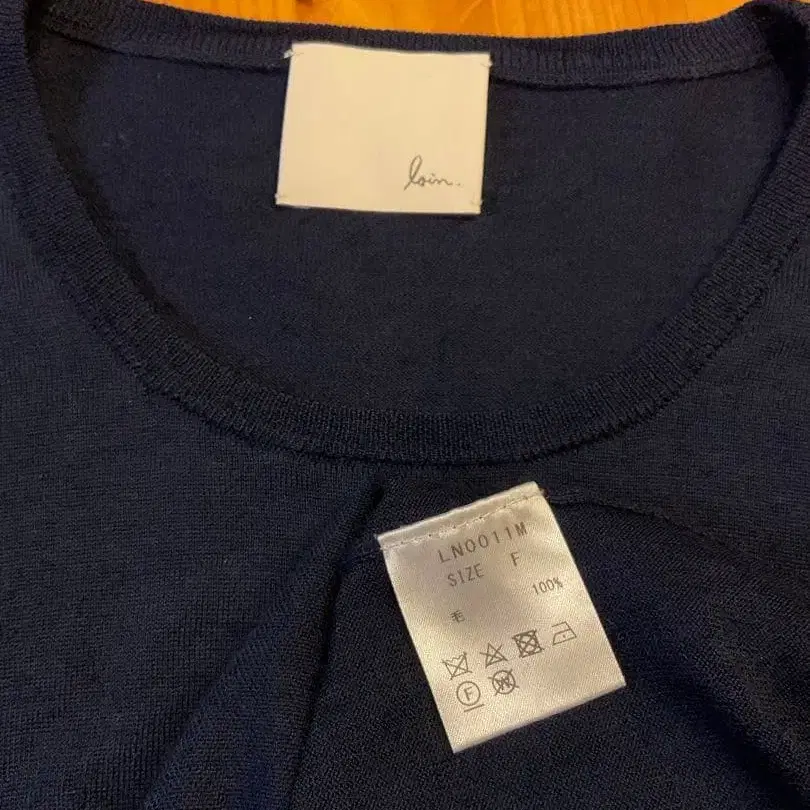 loin.
LN0011M
SIZE F
毛 100%
F W